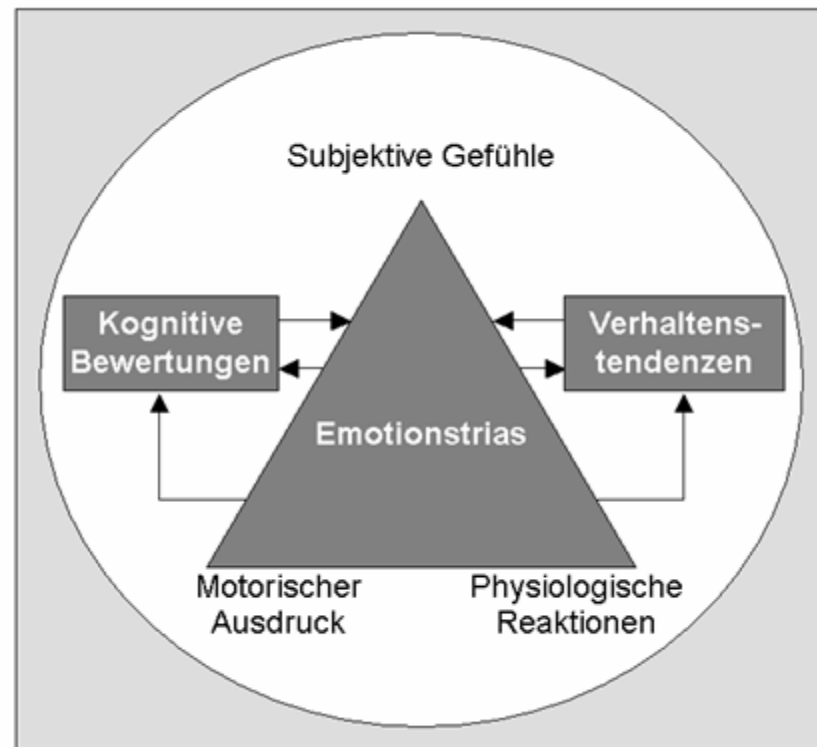 Subjektive Gefühle
Kognitive
Bewertungen
Verhaltens-
tendenzen
Emotionstrias
Motorischer
Ausdruck
Physiologische
Reaktionen